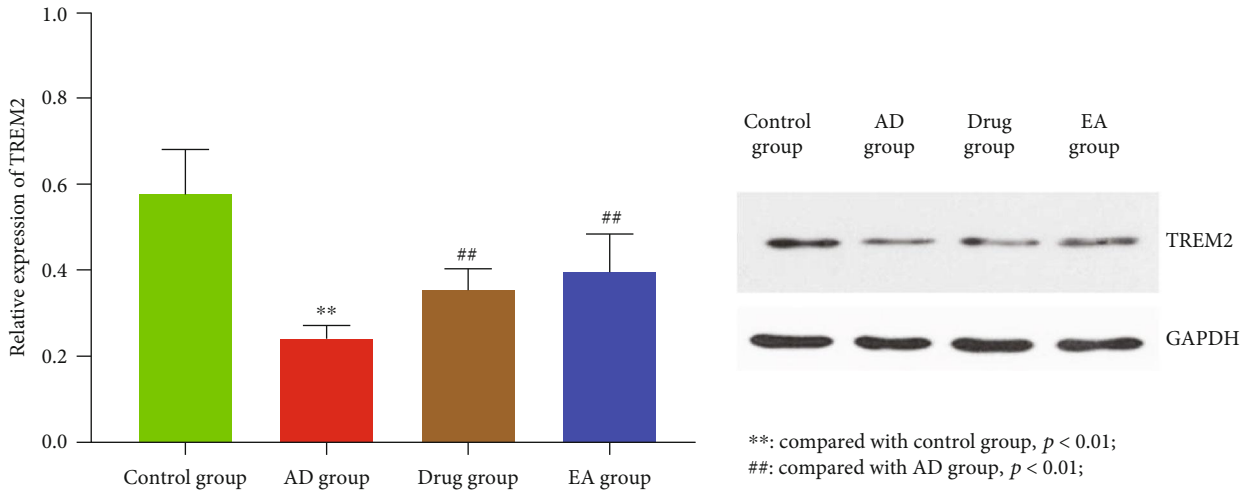 Relative expression of TREM2
1.0
0.8
0.6
0.4
0.2
0.0
**
##
##
Control group
AD group
Drug group
EA group
Control
group
AD
group
Drug
group
EA
group
TREM2
GAPDH
**: compared with control group, p < 0.01;
##: compared with AD group, p < 0.01;